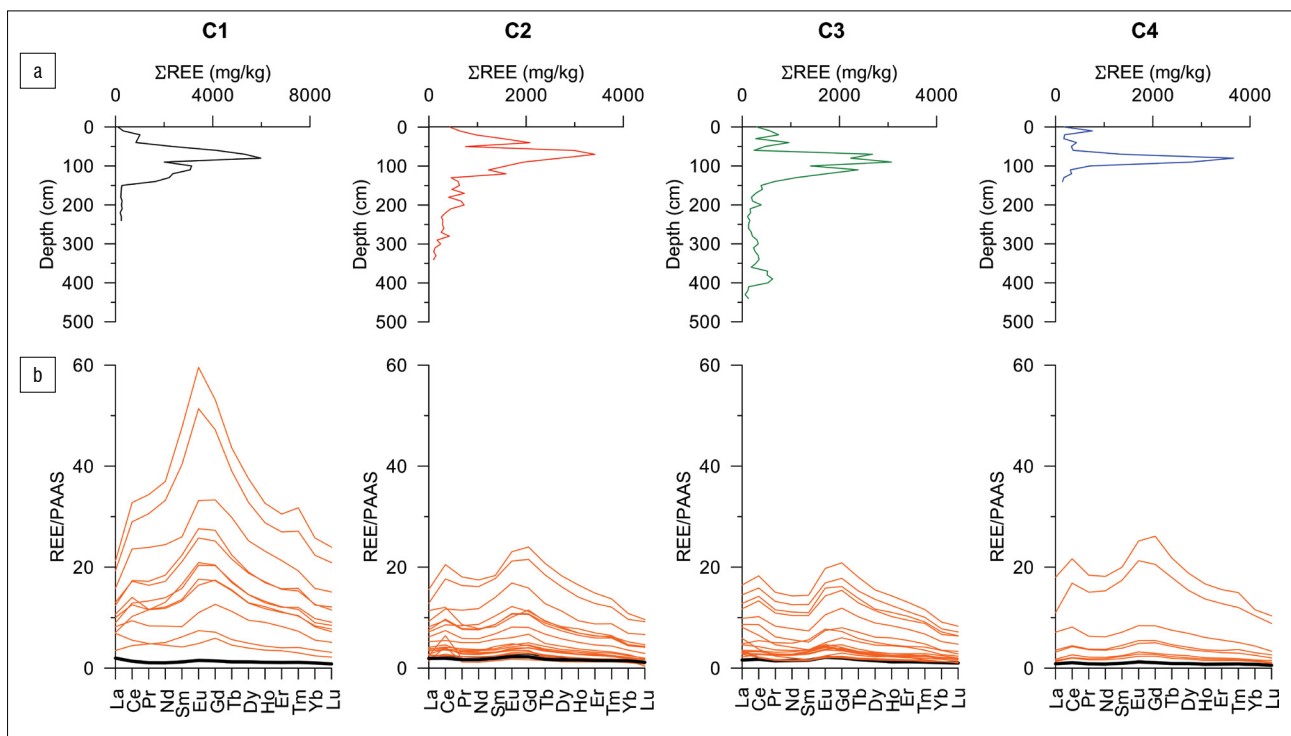 C1 C2 C3 C4
a
ΣREE (mg/kg) ΣREE (mg/kg) ΣREE (mg/kg) ΣREE (mg/kg)
0 4000 8000 0 2000 4000 0 2000 4000 0 2000 4000
0 0 0 0
100 100 100 100
200 200 200 200
300 300 300 300
400 400 400 400
500 500 500 500
Depth (cm) Depth (cm) Depth (cm) Depth (cm)
b
60 60 60 60
40 40 40 40
20 20 20 20
0 0 0 0
REE/PAAS REE/PAAS REE/PAAS REE/PAAS
La Ce Pr Nd Sm Eu Gd Tb Dy Ho Er Tm Yb Lu La Ce Pr Nd Sm Eu Gd Tb Dy Ho Er Tm Yb Lu La Ce Pr Nd Sm Eu Gd Tb Dy Ho Er Tm Yb Lu La Ce Pr Nd Sm Eu Gd Tb Dy Ho Er Tm Yb Lu